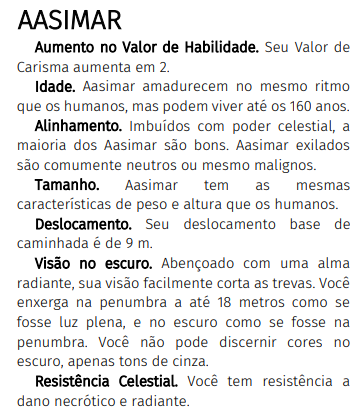 AASIMAR
Aumento no Valor de Habilidade. Seu Valor de
Carisma aumenta em 2.
Idade. Aasimar amadurecem no mesmo ritmo
que os humanos, mas podem viver até os 160 anos.
Alinhamento. Imbuídos com poder celestial, a
maioria dos Aasimar são bons. Aasimar exilados
são comumente neutros ou mesmo malignos.
Tamanho. Aasimar tem as mesmas
características de peso e altura que os humanos.
Deslocamento. Seu deslocamento base de
caminhada é de 9 m.
Visão no escuro. Abençoado com uma alma
radiante, sua visão facilmente corta as trevas. Você
enxerga na penumbra a até 18 metros como se
fosse luz plena, e no escuro como se fosse na
penumbra. Você não pode discernir cores no
escuro, apenas tons de cinza.
Resistência Celestial. Você tem resistência a
dano necrótico e radiante.